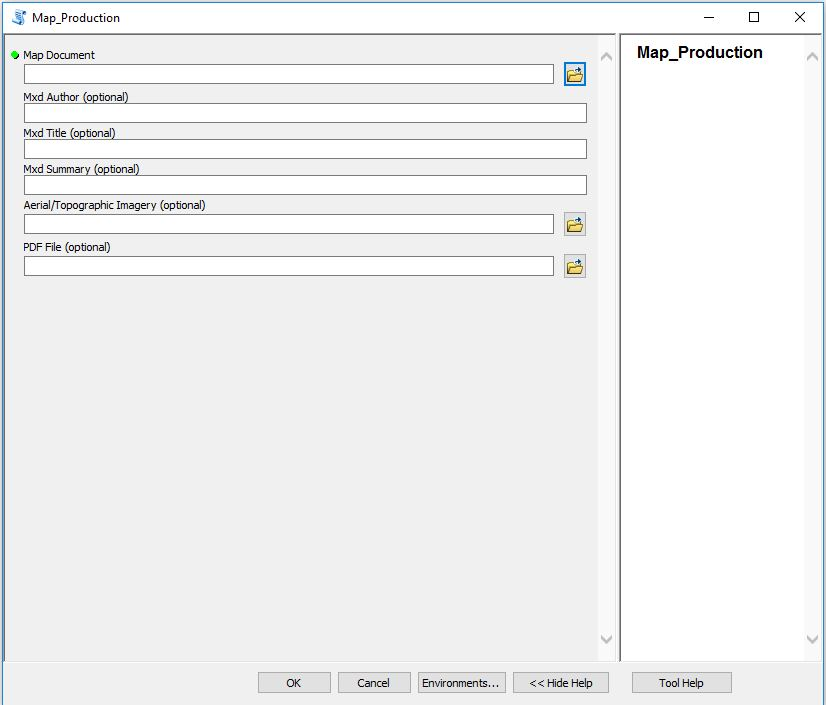 Map_Production
Map Document
Mxd Author (optional)
Mxd Title (optional)
Mxd Summary (optional)
Aerial/Topographic Imagery (optional)
PDF File (optional)
Map_Production
OK
Cancel
Environments...
<< Hide Help
Tool Help